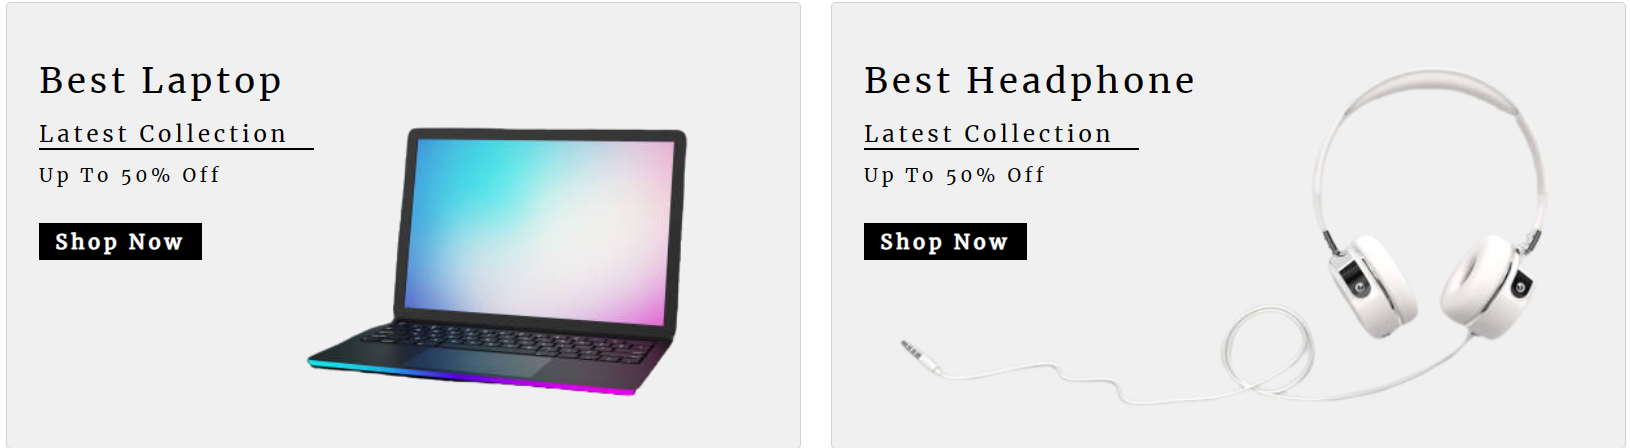 Best Laptop
Latest Collection
Up To 50% Off
Shop Now
Best Headphone
Latest Collection
Up To 50% Off
Shop Now